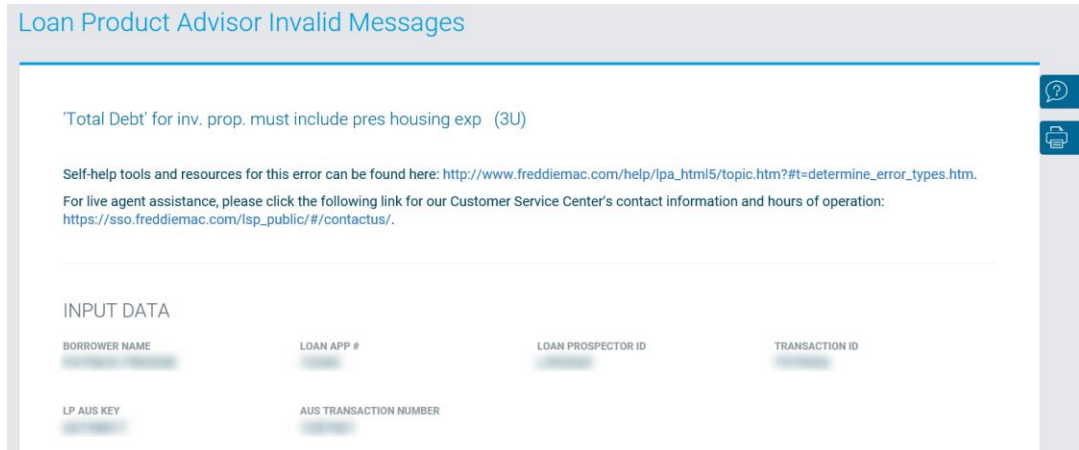 Loan Product Advisor Invalid Messages
'Total Debt' for inv. prop. must include pres housing exp (3U)
Self-help tools and resources for this error can be found here: http://www.freddiemac.com/help/lpa_html5/topic.htm?#t=determine_error_types.htm.
For live agent assistance, please click the following link for our Customer Service Center's contact information and hours of operation:
https://sso.freddiemac.com/lsp_public/#/contactus/.
INPUT DATA
BORROWER NAME LOAN APP # LOAN PROSPECTOR ID TRANSACTION ID
LP AUS KEY AUS TRANSACTION NUMBER